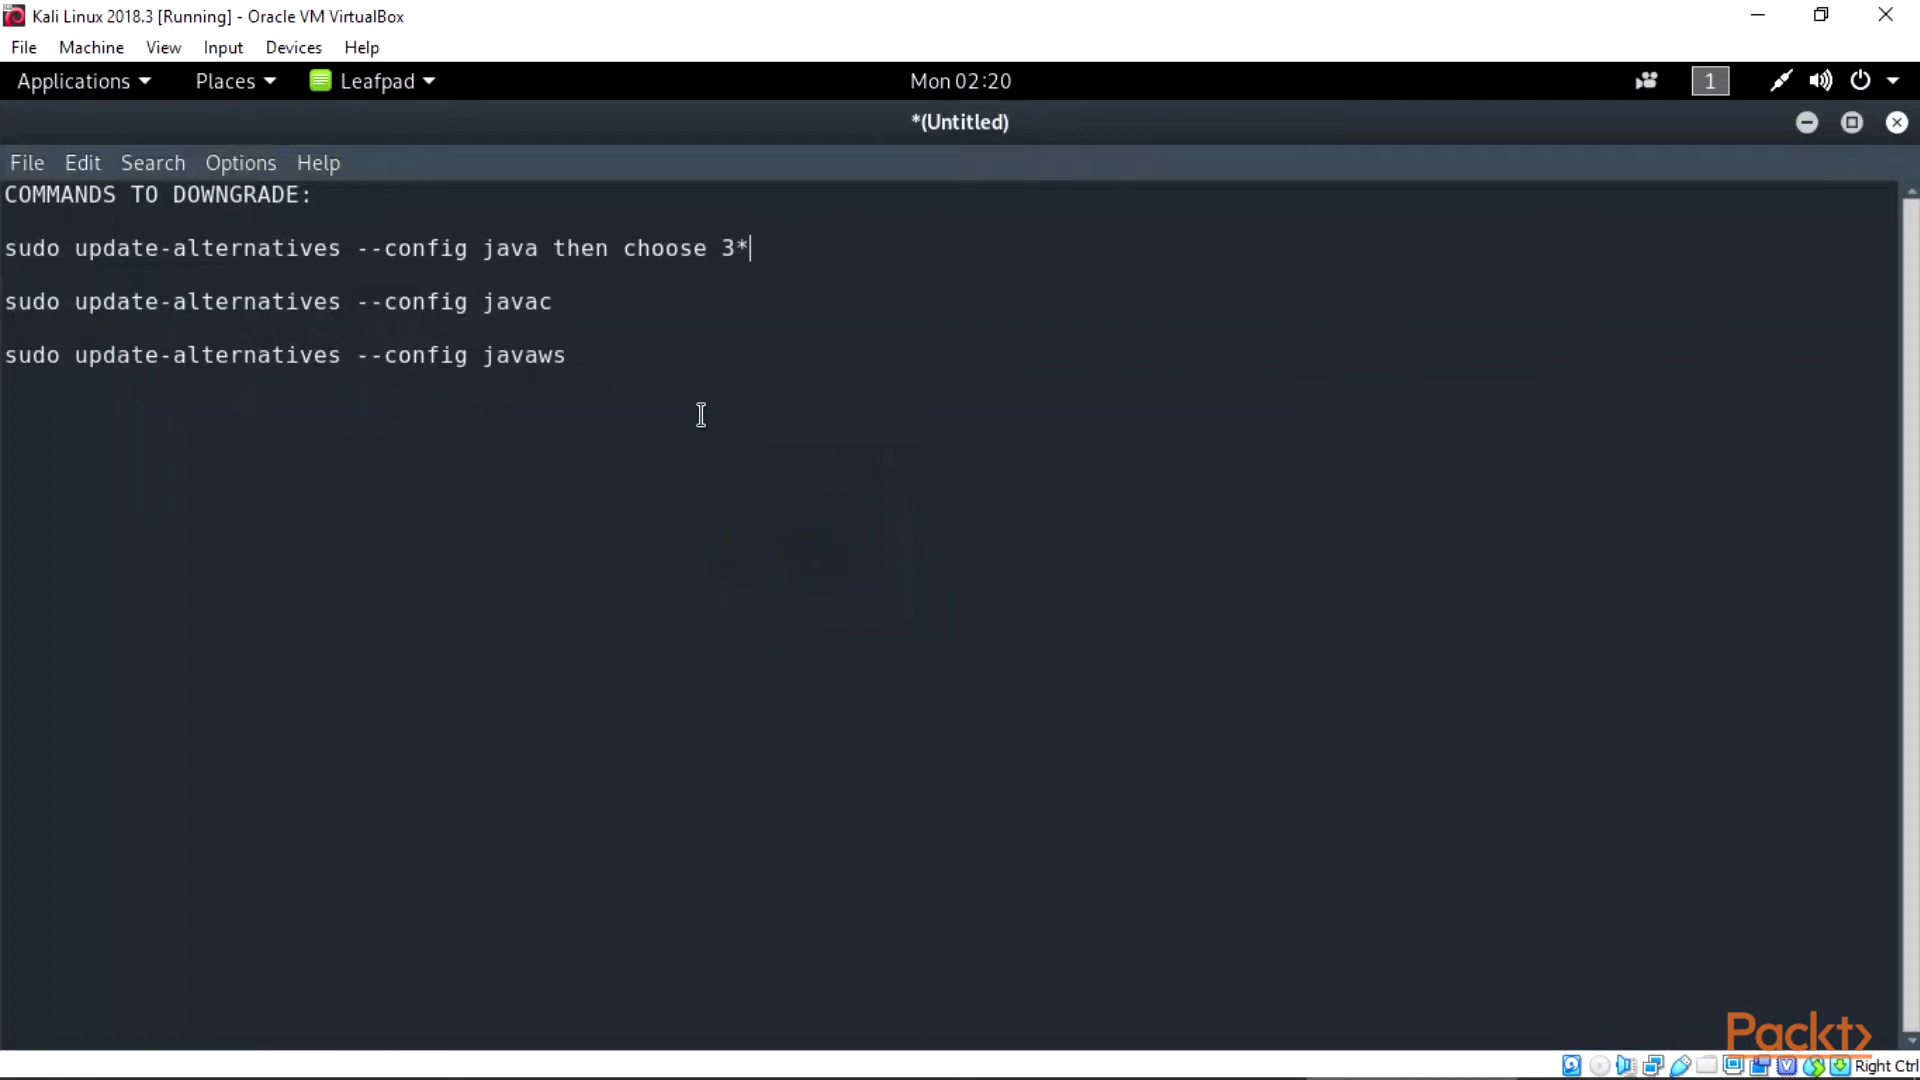 Kali Linux 2018.3 [Running] - Oracle VM VirtualBox
File Machine View Input Devices Help
Applications Places Leafpad Mon 02:20 1
*(Untitled)
File Edit Search Options Help
COMMANDS TO DOWNGRADE:
sudo update-alternatives --config java then choose 3*
sudo update-alternatives --config javac
sudo update-alternatives --config javaws
Packt>
Right Ctrl